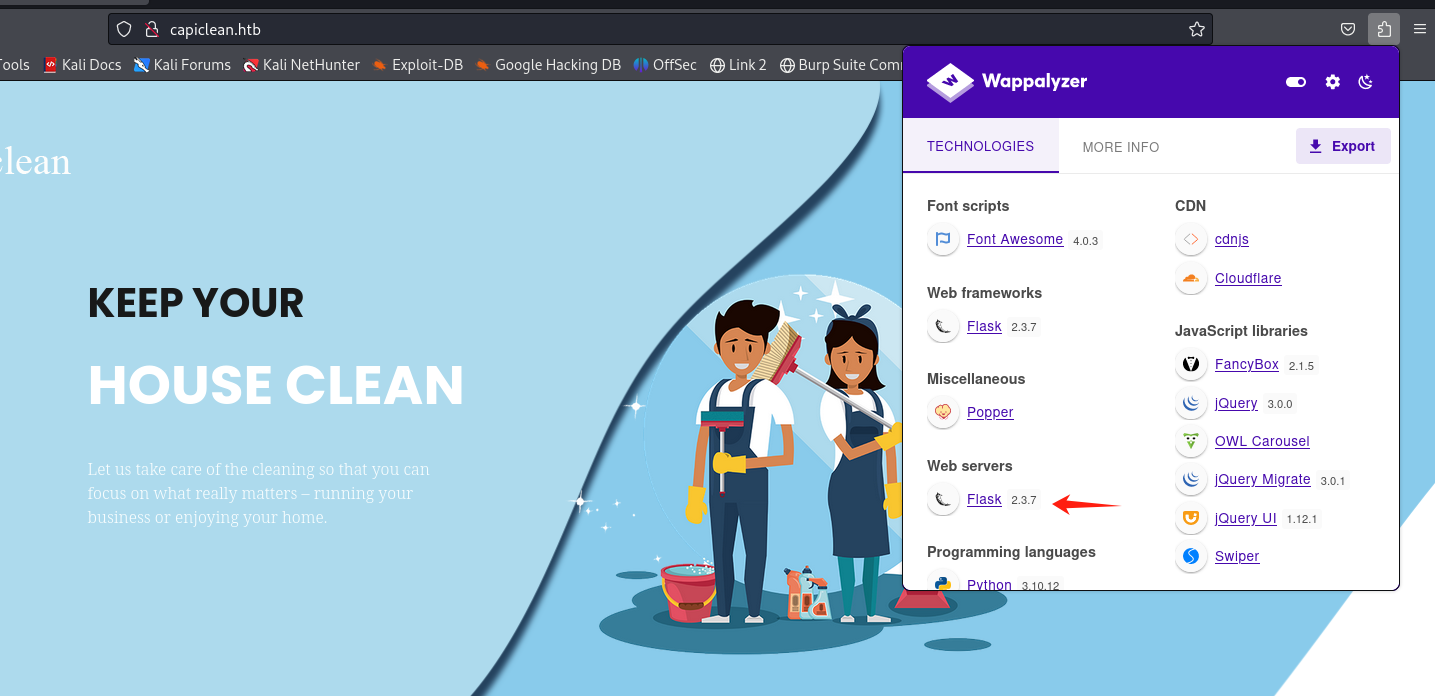 capiclean.htb
Tools Kali Docs Kali Forums Kali NetHunter Exploit-DB Google Hacking DB OffSec Link 2 Burp Suite Com
Wappalyzer
TECHNOLOGIES MORE INFO Export
clean
KEEP YOUR
HOUSE CLEAN
Let us take care of the cleaning so that you can
focus on what really matters – running your
business or enjoying your home.
Font scripts
Font Awesome 4.0.3
Web frameworks
Flask 2.3.7
Miscellaneous
Popper
Web servers
Flask 2.3.7
Programming languages
Python 3.10.12
CDN
cdnjs
Cloudflare
JavaScript libraries
FancyBox 2.1.5
jQuery 3.0.0
OWL Carousel
jQuery Migrate 3.0.1
jQuery UI 1.12.1
Swiper